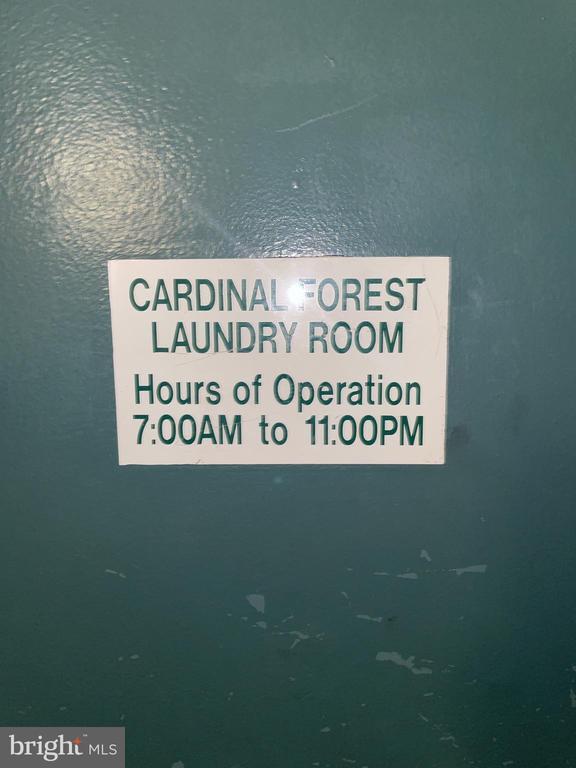 CARDINAL FOREST
LAUNDRY ROOM
Hours of Operation
7:00AM to 11:00PM
bright MLS